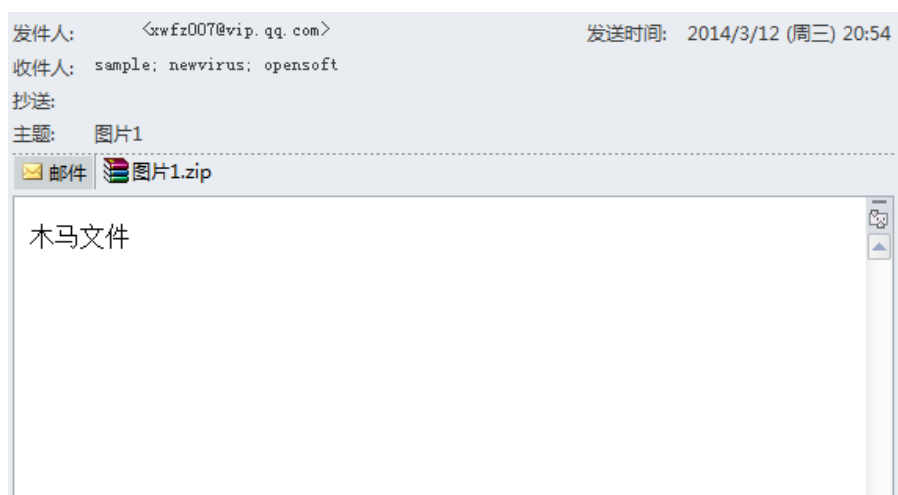 发件人: <xwfz007@vip.qq.com> 发送时间: 2014/3/12 (周三) 20:54
收件人: sample; newvirus; opensoft
抄送:
主题: 图片1
邮件 图片1.zip
木马文件